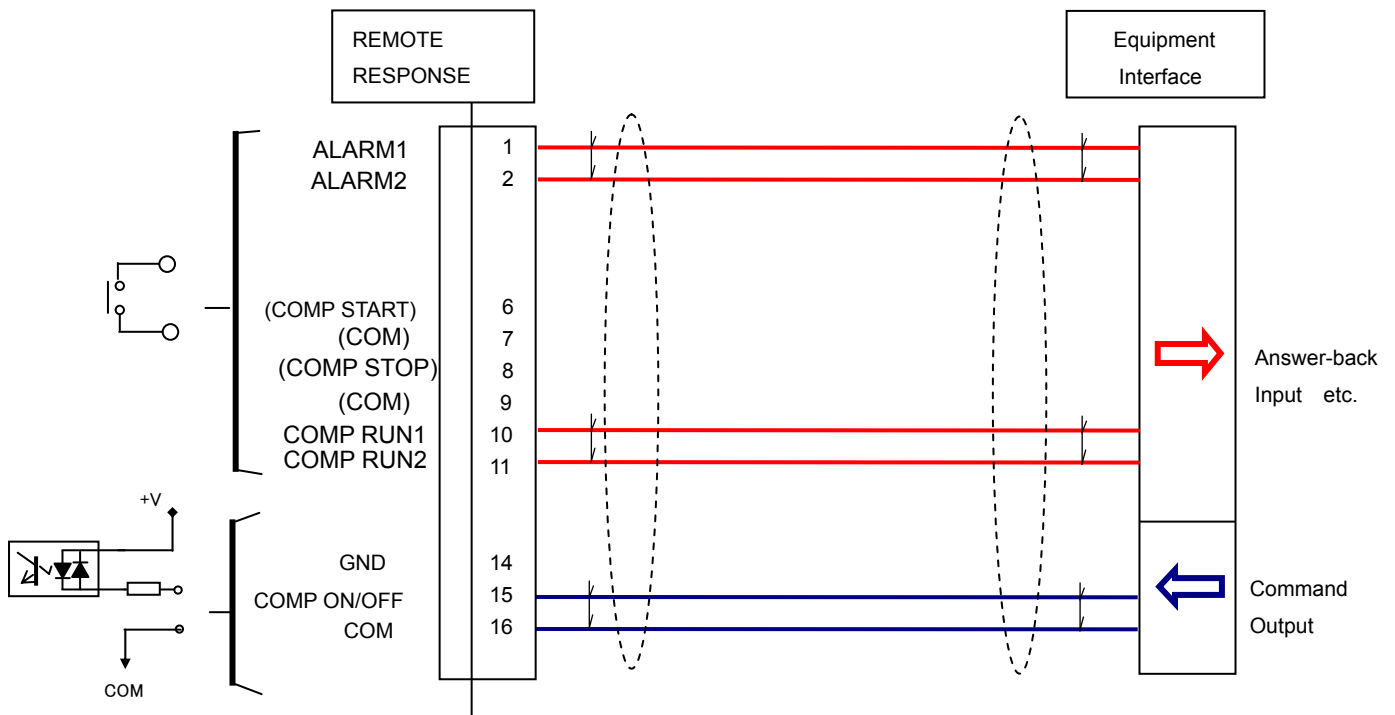 REMOTE
RESPONSE
Equipment
Interface
ALARM1 1
ALARM2 2
(COMP START) 6
(COM) 7
(COMP STOP) 8
(COM) 9
COMP RUN1 10
COMP RUN2 11
Answer-back
Input etc.
+V
GND 14
COMP ON/OFF 15
COM 16
COM
Command
Output